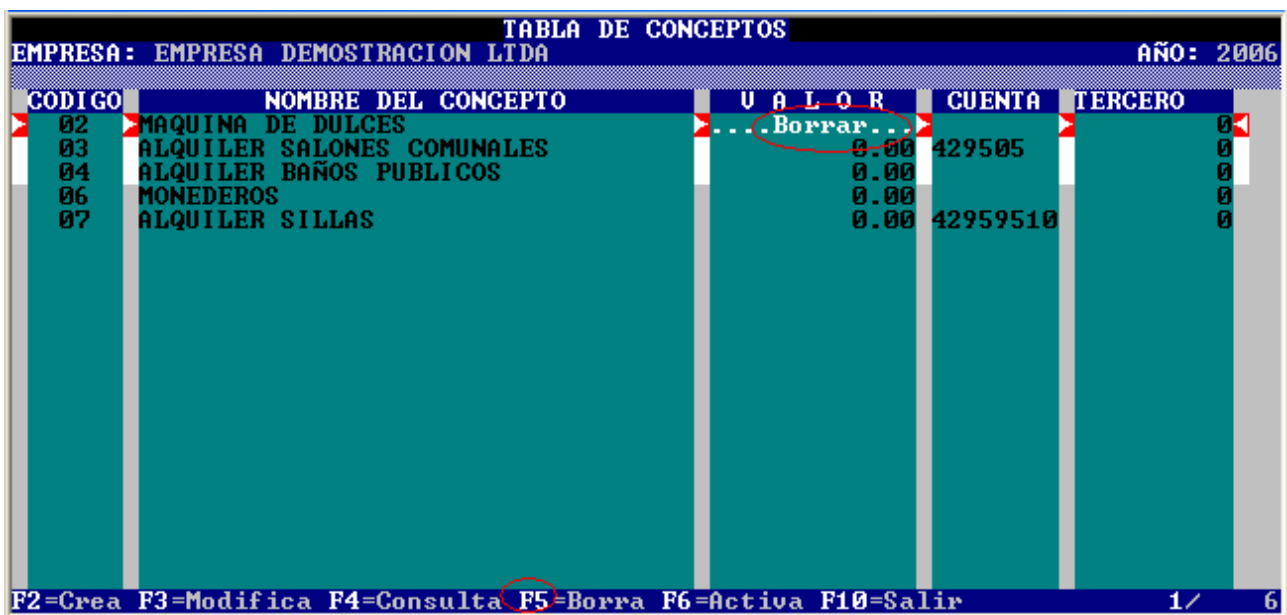 TABLA DE CONCEPTOS
EMPRESA: EMPRESA DEMOSTRACION LTDA AÑO: 2006
CODIGO NOMBRE DEL CONCEPTO V A L O R CUENTA TERCERO
02 MAQUINA DE DULCES ....Borrar... 0
03 ALQUILER SALONES COMUNALES 0.00 429505 0
04 ALQUILER BAÑOS PUBLICOS 0.00 0
06 MONEDEROS 0.00 0
07 ALQUILER SILLAS 0.00 42959510 0
F2=Crea F3=Modifica F4=Consulta F5=Borra F6=Activa F10=Salir 1/ 6